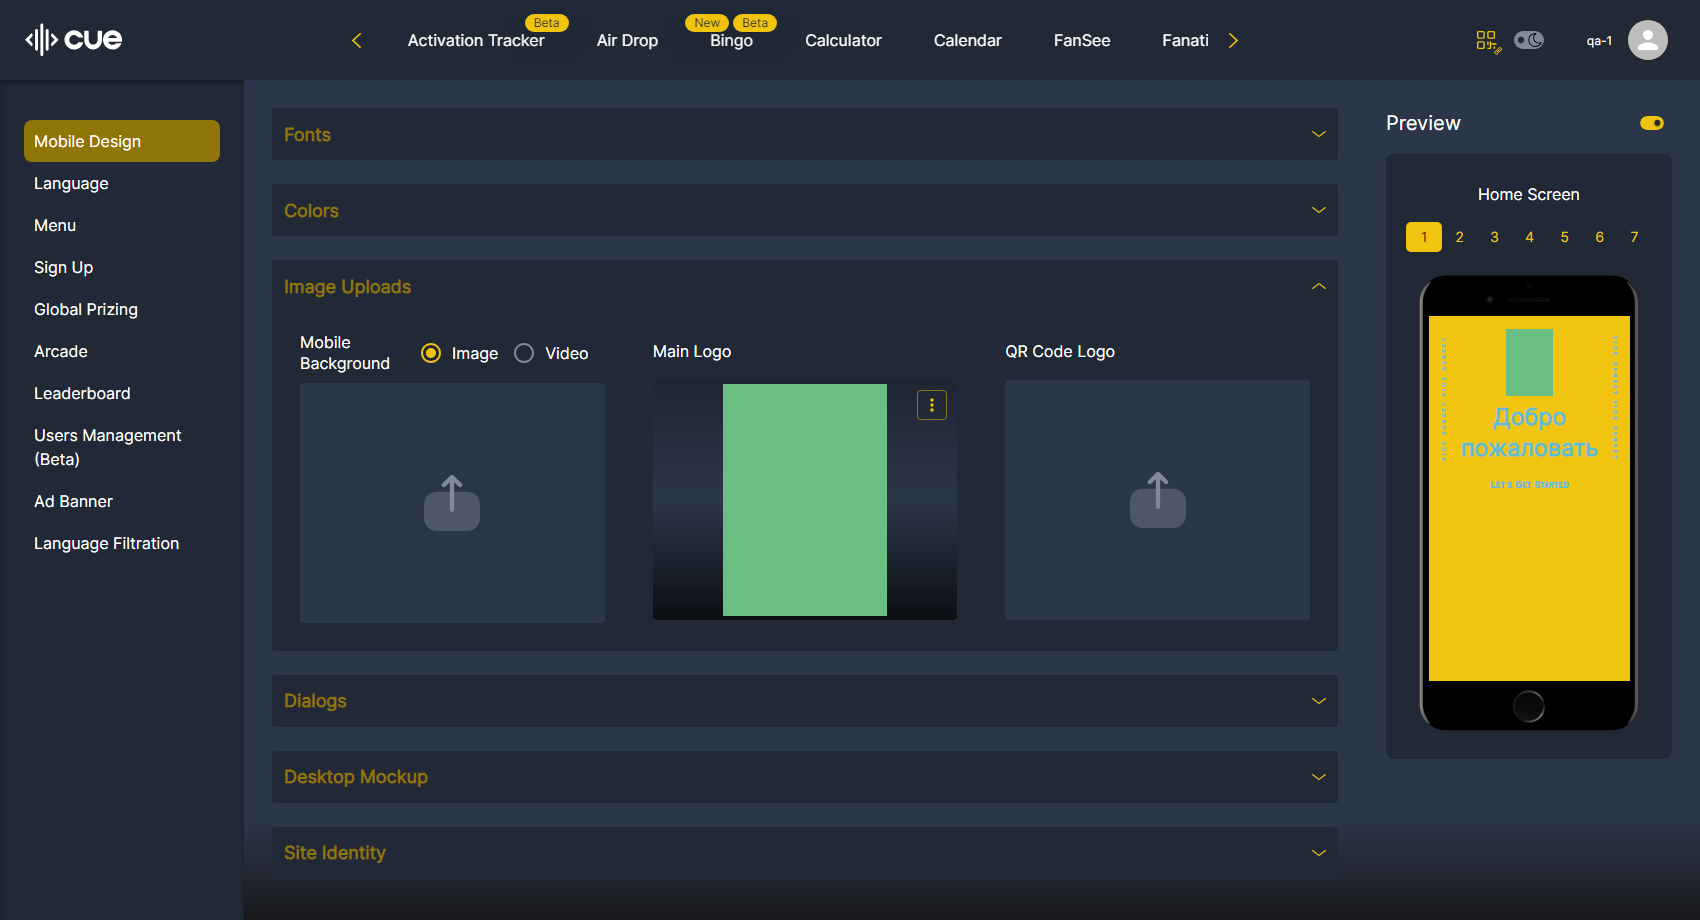 cue
Beta
New
Beta
Activation Tracker
Air Drop
Bingo
Calculator
Calendar
FanSee
Fanati
qa-1
Mobile Design
Language
Menu
Sign Up
Global Prizing
Arcade
Leaderboard
Users Management
(Beta)
Ad Banner
Language Filtration
Fonts
Colors
Image Uploads
Mobile
Background
Image
Video
Main Logo
QR Code Logo
Dialogs
Desktop Mockup
Site Identity
Preview
Home Screen
1 2 3 4 5 6 7
Добро
пожаловать
Let's Get Started